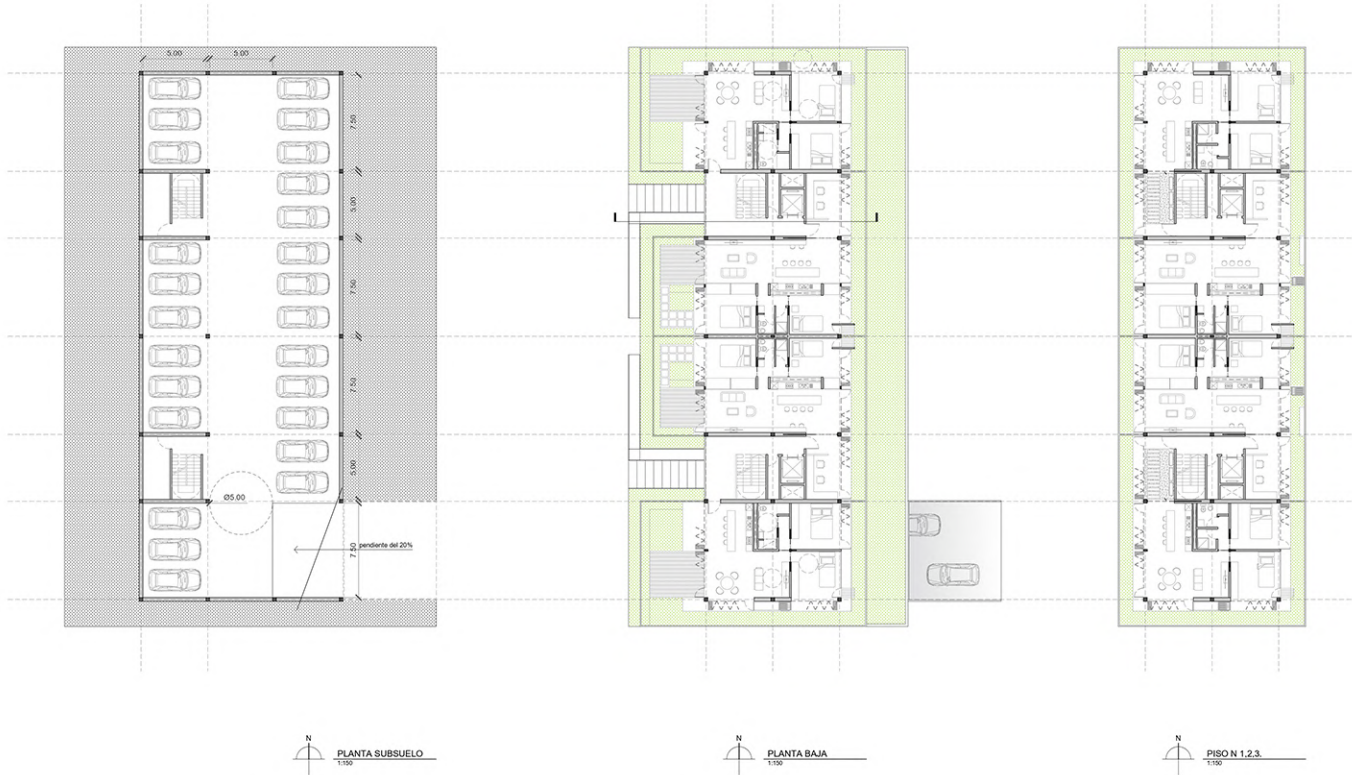 5.00 5.00
7.50
5.00
7.50
7.50
5.00
Ø5.00
7.50
pendiente del 20%
N
PLANTA SUBSUELO
1:150
N
PLANTA BAJA
1:150
N
PISO N 1,2,3.
1:150